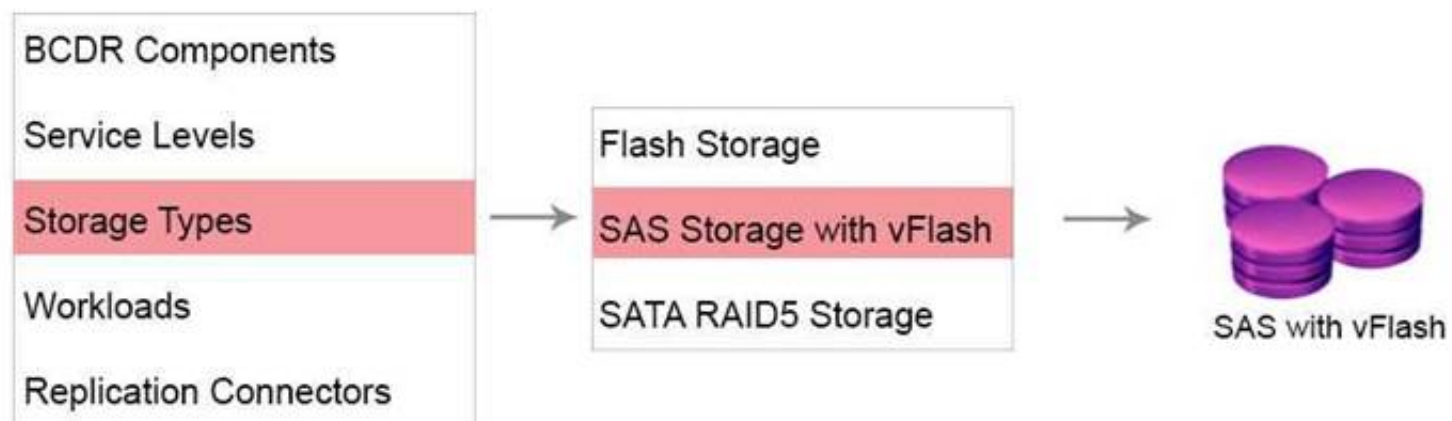 BCDR Components
Service Levels
Storage Types
Workloads
Replication Connectors
Flash Storage
SAS Storage with vFlash
SATA RAID5 Storage
SAS with vFlash